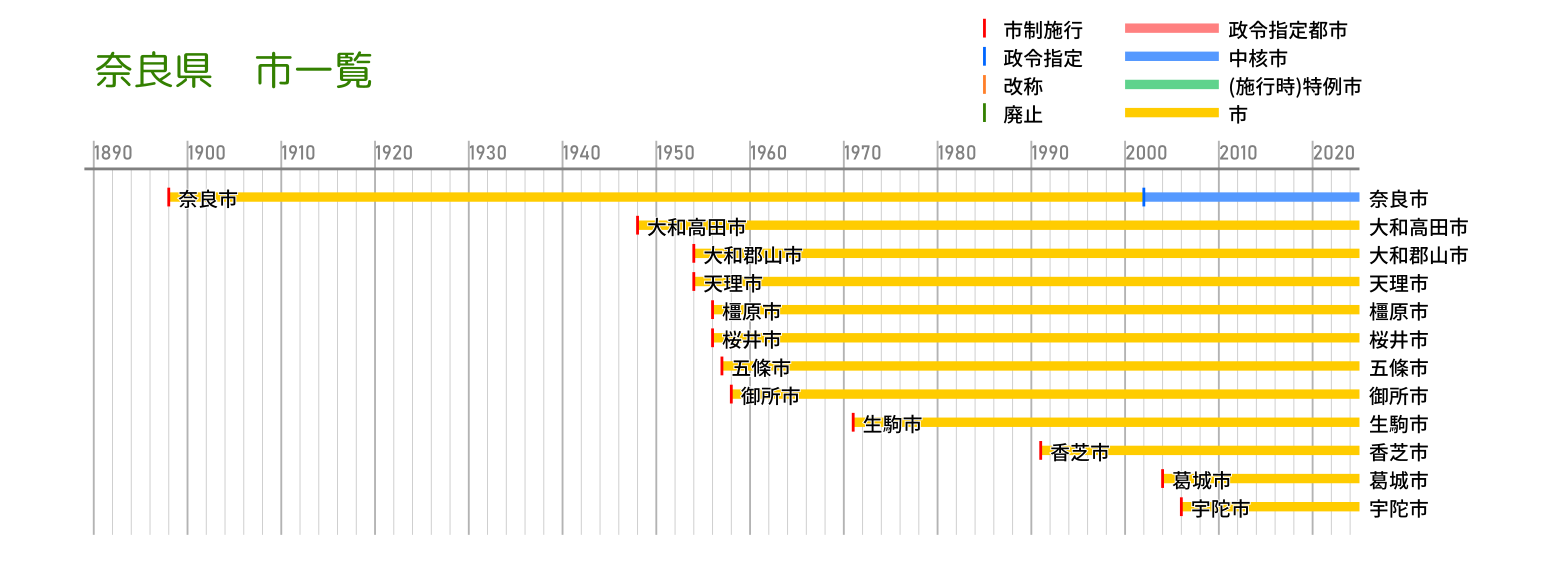 奈良県　市一覧
市制施行
政令指定
改称
廃止
政令指定都市
中核市
(施行時)特例市
市
1890 1900 1910 1920 1930 1940 1950 1960 1970 1980 1990 2000 2010 2020
奈良市 奈良市
大和高田市 大和高田市
大和郡山市 大和郡山市
天理市 天理市
橿原市 橿原市
桜井市 桜井市
五條市 五條市
御所市 御所市
生駒市 生駒市
香芝市 香芝市
葛城市 葛城市
宇陀市 宇陀市